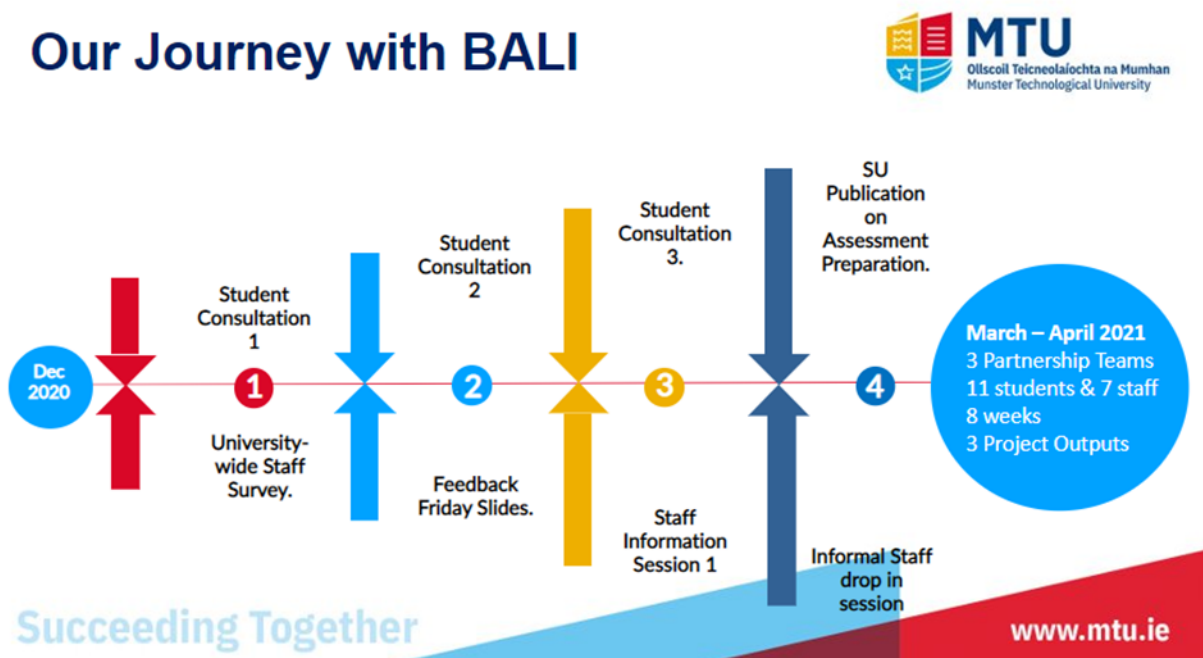 Our Journey with BALI
MTU
Ollscoil Teicneolaíochta na Mumhan
Munster Technological University
Dec
2020
Student
Consultation
1
1
University-
wide Staff
Survey.
Student
Consultation
2
2
Feedback
Friday Slides.
Student
Consultation
3.
3
Staff
Information
Session 1
SU
Publication
on
Assessment
Preparation.
4
Informal Staff
drop in
session
March – April 2021
3 Partnership Teams
11 students & 7 staff
8 weeks
3 Project Outputs
Succeeding Together
www.mtu.ie